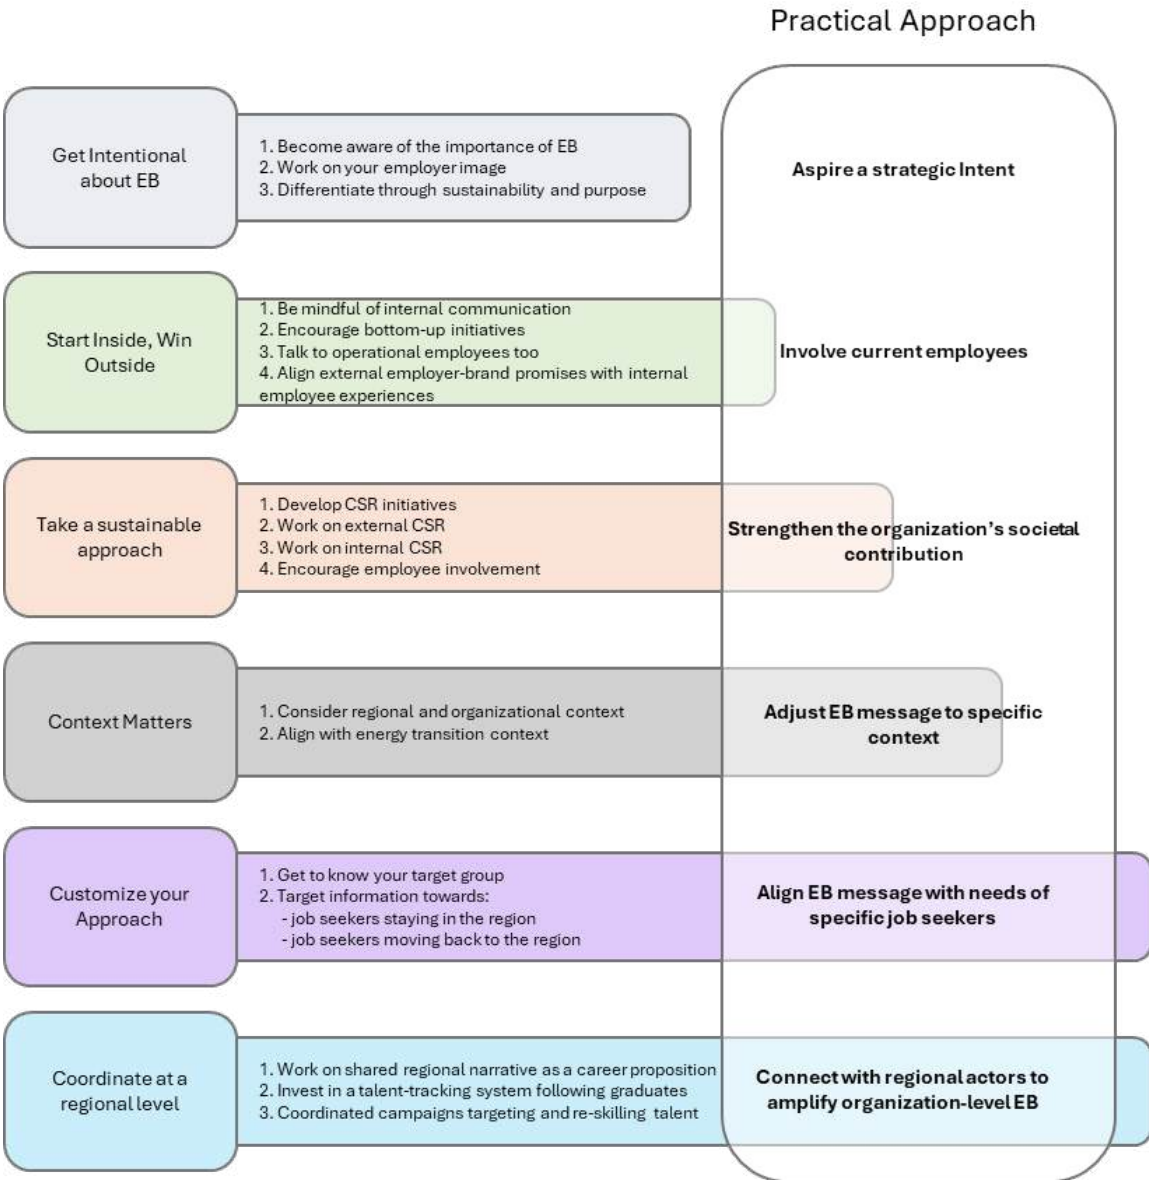 Practical Approach
Get Intentional
about EB
1. Become aware of the importance of EB
2. Work on your employer image
3. Differentiate through sustainability and purpose
Aspire a strategic Intent
Start Inside, Win
Outside
1. Be mindful of internal communication
2. Encourage bottom-up initiatives
3. Talk to operational employees too
4. Align external employer-brand promises with internal
employee experiences
Involve current employees
Take a sustainable
approach
1. Develop CSR initiatives
2. Work on external CSR
3. Work on internal CSR
4. Encourage employee involvement
Strengthen the organization's societal
contribution
Context Matters
1. Consider regional and organizational context
2. Align with energy transition context
Adjust EB message to specific
context
Customize your
Approach
1. Get to know your target group
2. Target information towards:
- job seekers staying in the region
- job seekers moving back to the region
Align EB message with needs of
specific job seekers
Coordinate at a
regional level
1. Work on shared regional narrative as a career proposition
2. Invest in a talent-tracking system following graduates
3. Coordinated campaigns targeting and re-skilling talent
Connect with regional actors to
amplify organization-level EB